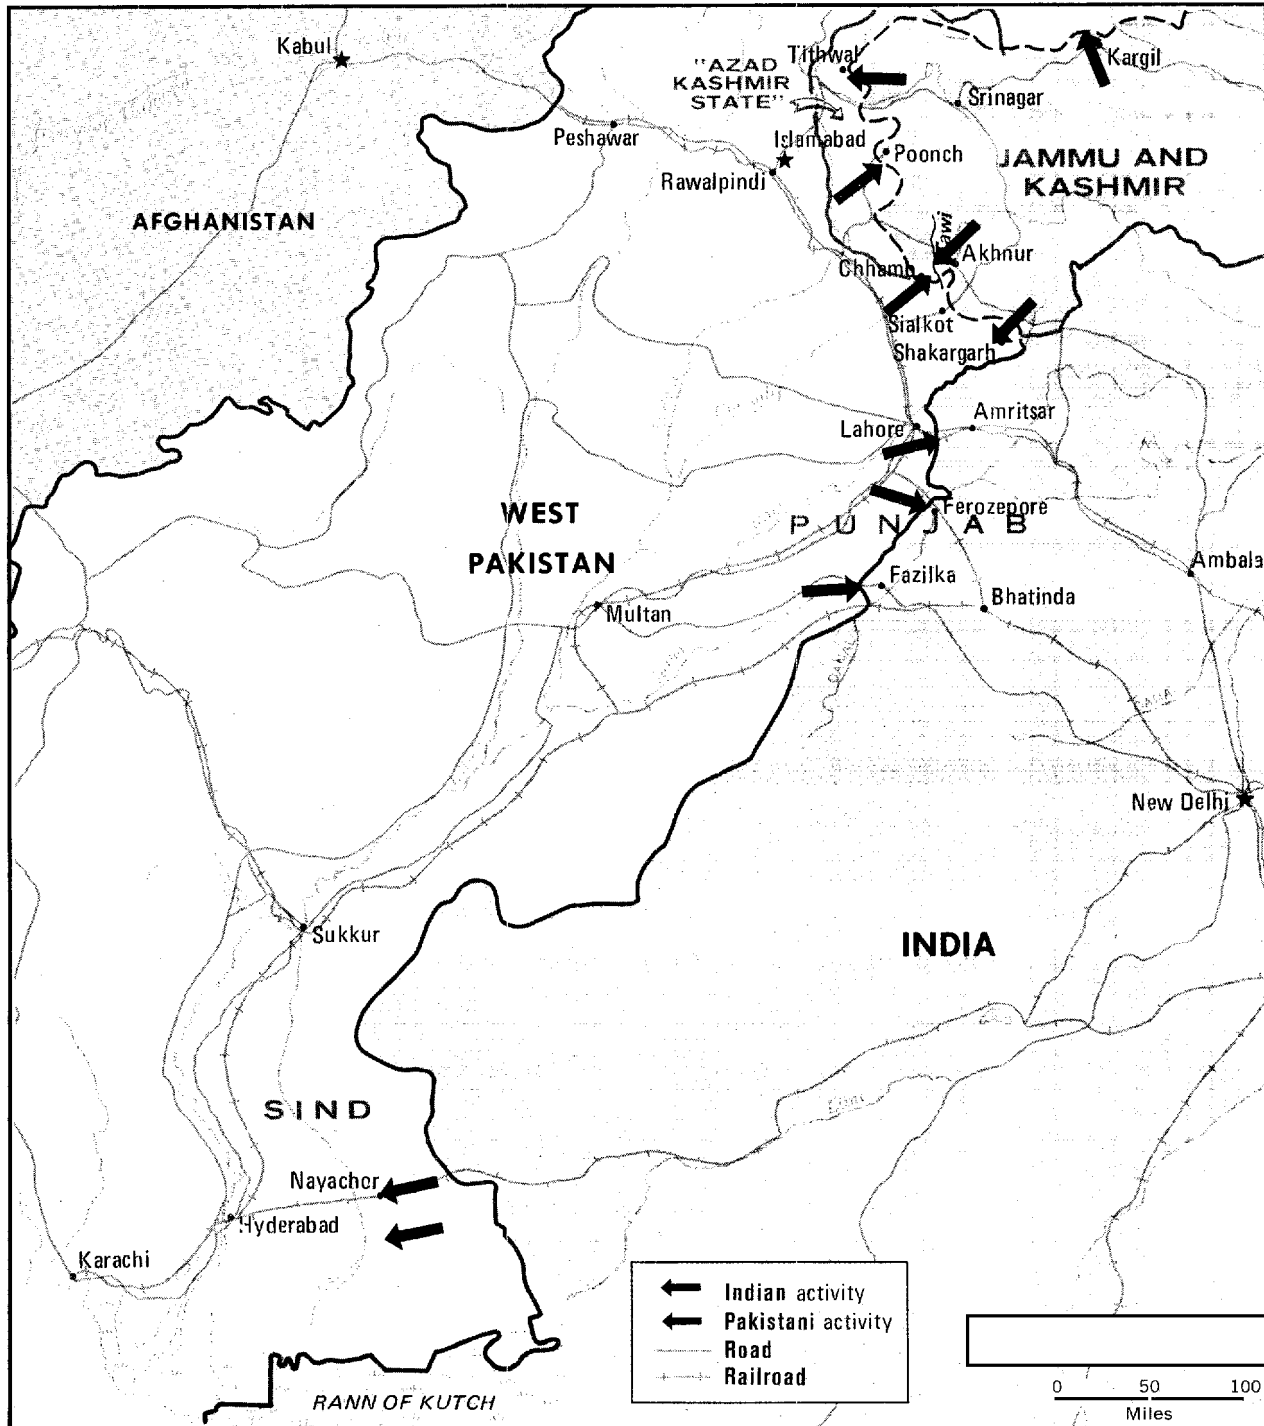 Kabul
Tithwal
Kargil
"AZAD
KASHMIR
STATE"
Srinagar
Peshawar
Islamabad
Poonch
Rawalpindi
JAMMU AND
KASHMIR
AFGHANISTAN
Tawi
Akhnur
Chhamb
Sialkot
Shakargarh
Lahore
Amritsar
WEST
PAKISTAN
PUNJAB
Ferozepore
Ambala
Fazilka
Bhatinda
Multan
New Delhi
Sukkur
INDIA
SIND
Nayachor
Hyderabad
Karachi
Indian activity
Pakistani activity
Road
Railroad
RANN OF KUTCH
0 50 100
Miles